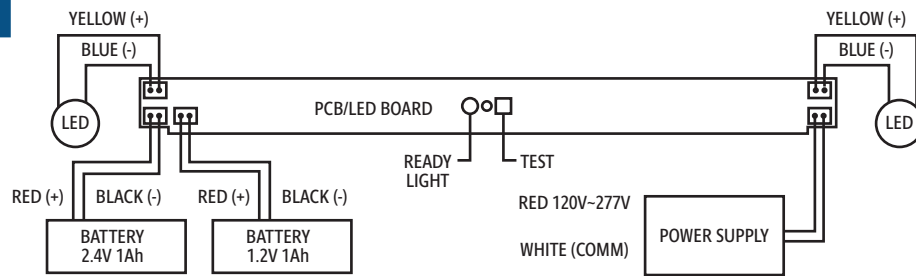 YELLOW (+)
BLUE (-)
LED
PCB/LED BOARD
READY
LIGHT
TEST
YELLOW (+)
BLUE (-)
LED
RED (+)
BLACK (-)
BATTERY
2.4V 1Ah
RED (+)
BLACK (-)
BATTERY
1.2V 1Ah
RED 120V~277V
WHITE (COMM)
POWER SUPPLY